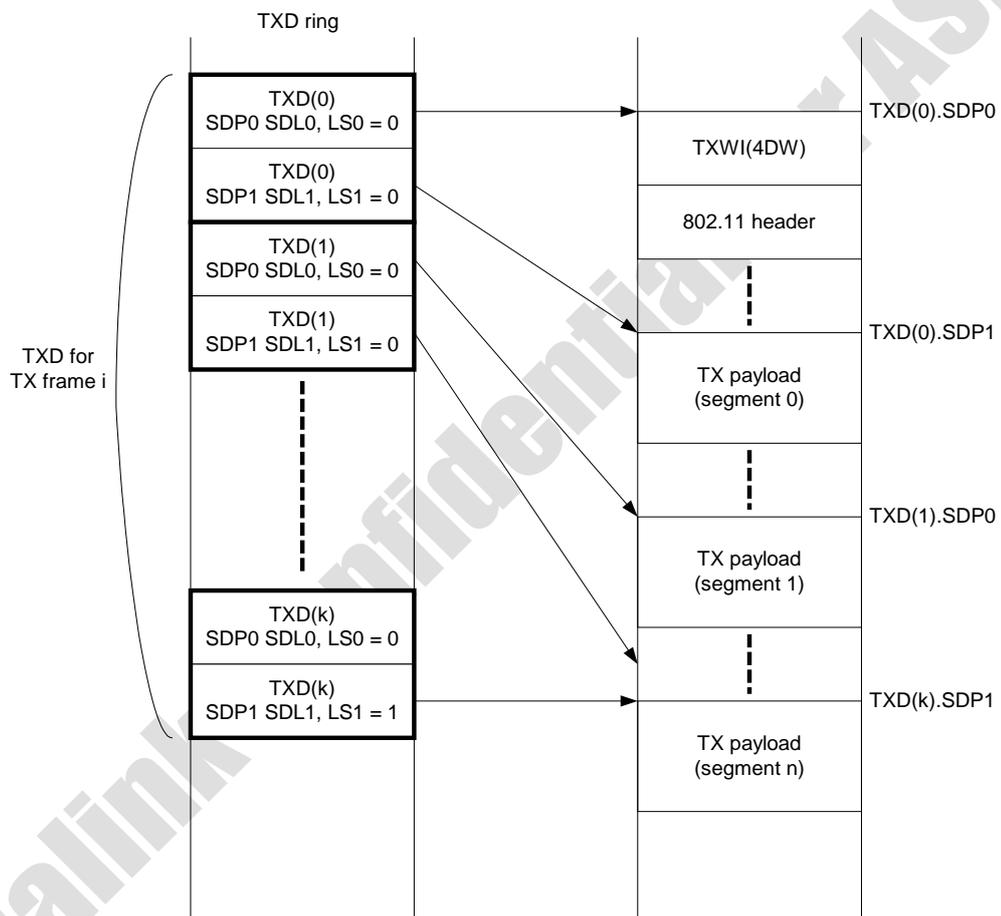 TXD ring
TXD(0)
SDP0 SDL0, LS0 = 0
TXD(0)
SDP1 SDL1, LS1 = 0
TXD(1)
SDP0 SDL0, LS0 = 0
TXD(1)
SDP1 SDL1, LS1 = 0
TXD for
TX frame i
TXD(k)
SDP0 SDL0, LS0 = 0
TXD(k)
SDP1 SDL1, LS1 = 1
TXWI(4DW)
802.11 header
TX payload
(segment 0)
TX payload
(segment 1)
TX payload
(segment n)
TXD(0).SDP0
TXD(0).SDP1
TXD(1).SDP0
TXD(k).SDP1